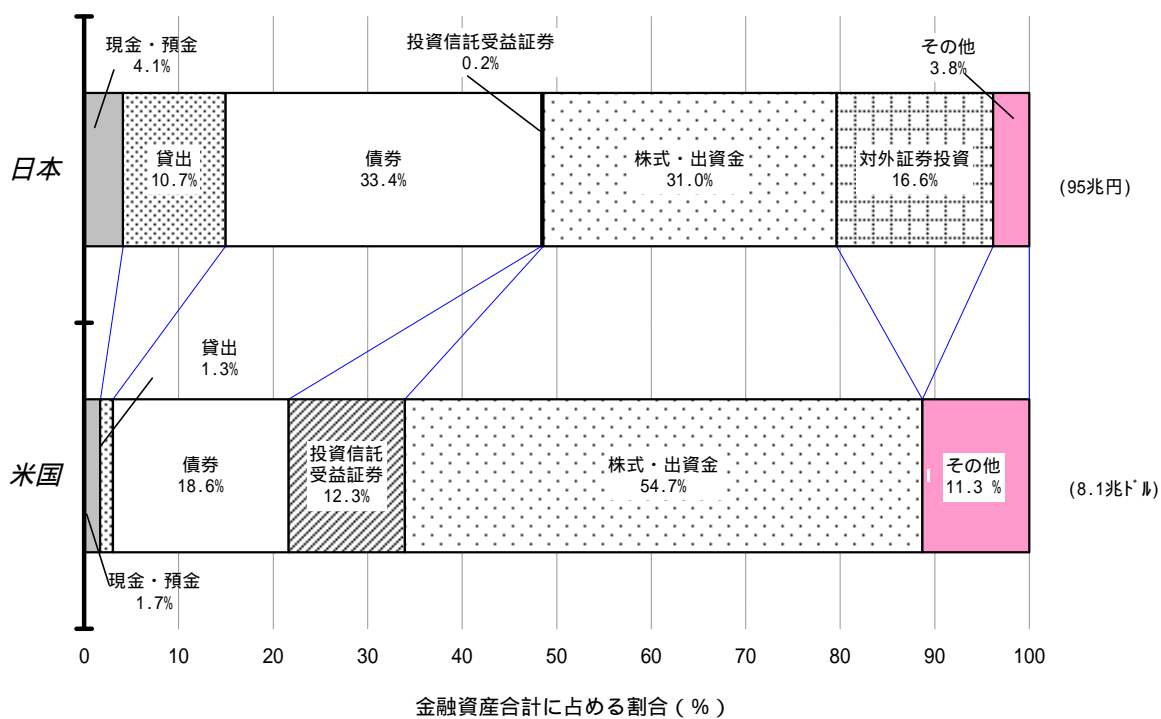 現金・預金
4.1%
投資信託受益証券
0.2%
その他
3.8%
日本
貸出
10.7%
債券
33.4%
株式・出資金
31.0%
対外証券投資
16.6%
(95兆円)
貸出
1.3%
米国
債券
18.6%
投資信託
受益証券
12.3%
株式・出資金
54.7%
その他
11.3 %
(8.1兆ドル)
現金・預金
1.7%
0 10 20 30 40 50 60 70 80 90 100
金融資産合計に占める割合(%)